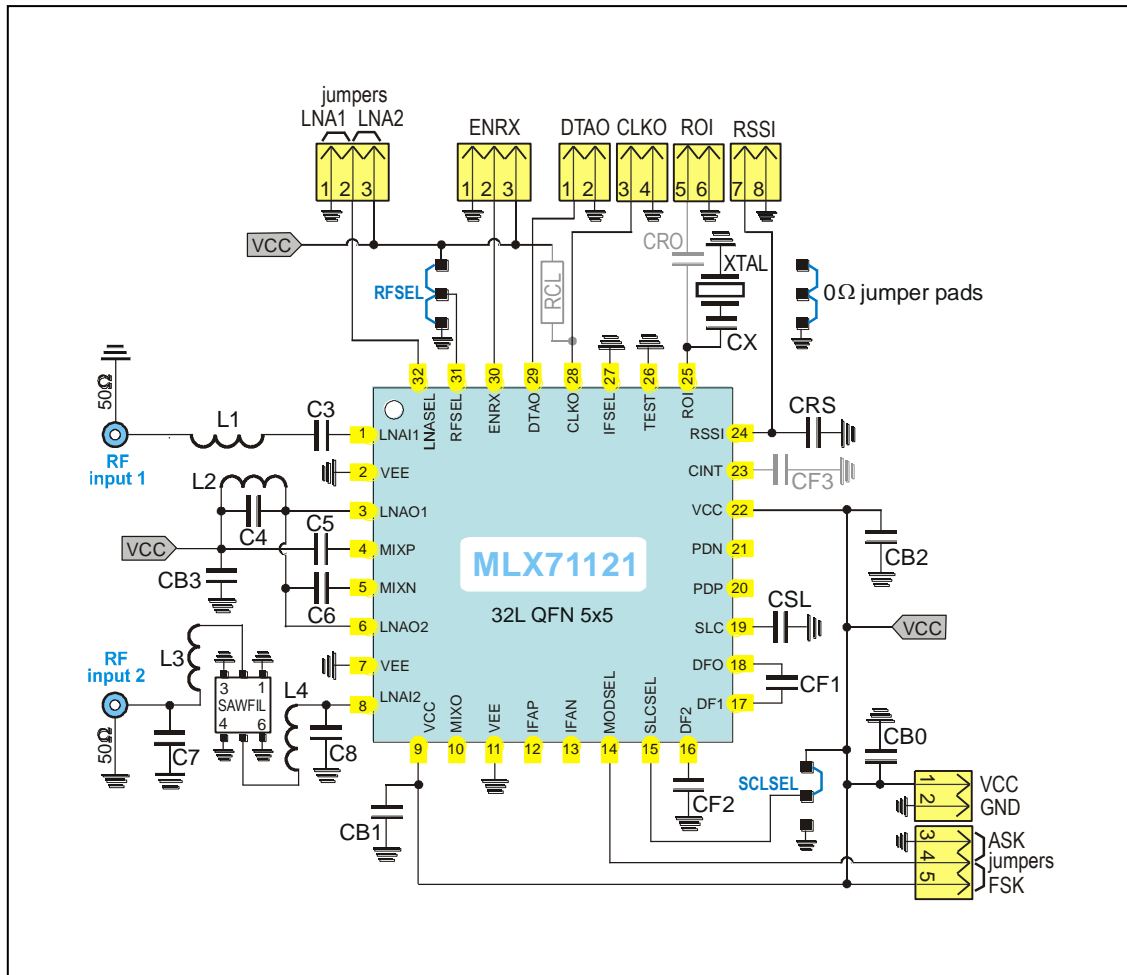 jumpers
LNA1 LNA2
ENRX
DTAO
CLKO
ROI
RSSI
1 2 3
1 2 3
1 2
3 4
5 6
7 8
VCC
RFSEL
RCL
CRO
XTAL
CX
0Ω jumper pads
32 31 30 29 28 27 26 25
LNASEL
RFSEL
ENRX
DTAO
CLKO
IFSEL
TEST
ROI
50Ω
RF
input 1
L1
C3
1 LNAI1
2 VEE
3 LNAO1
4 MIXP
5 MIXN
6 LNAO2
7 VEE
8 LNAI2
L2
C4
C5
VCC
CB3
C6
MLX71121
32L QFN 5x5
RSSI 24
CINT 23
VCC 22
PDN 21
PDP 20
SLC 19
DFO 18
DF1 17
CRS
CF3
CB2
CSL
VCC
CF1
RF
input 2
50Ω
L3
C7
3 1
SAWFIL
4 6
L4
C8
VCC
MIXO
VEE
IFAP
IFAN
MODSEL
SLCSEL
DF2
9 10 11 12 13 14 15 16
CB1
CF2
SCLSEL
CB0
1 VCC
2 GND
3 ASK
4 jumpers
5 FSK